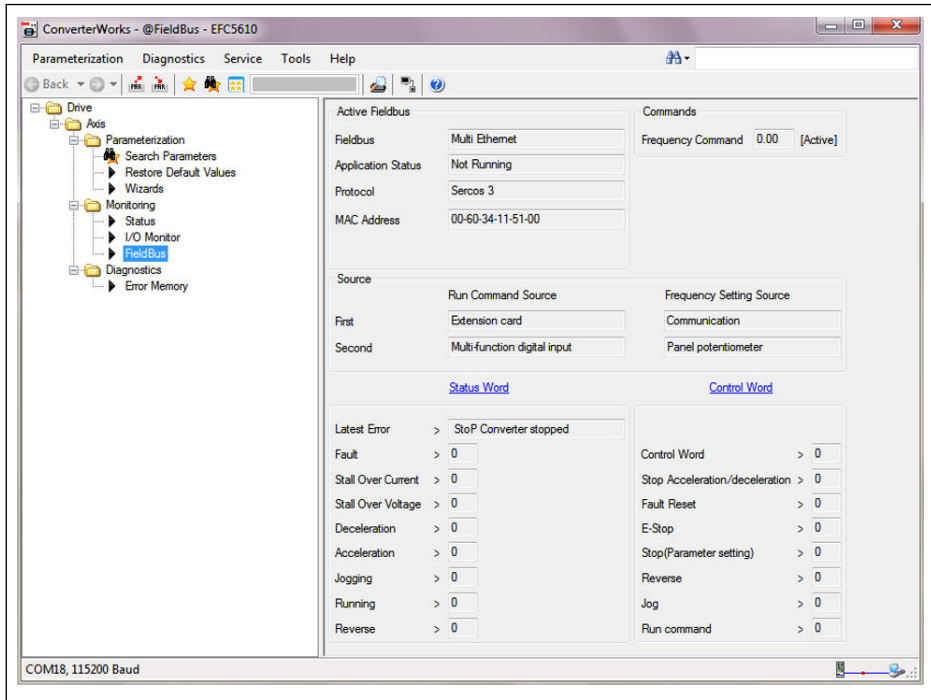 ConverterWorks - @FieldBus - EFC5610
Parameterization Diagnostics Service Tools Help
Back
Drive
Axis
Parameterization
Search Parameters
Restore Default Values
Wizards
Monitoring
Status
I/O Monitor
FieldBus
Diagnostics
Error Memory
Active Fieldbus
Fieldbus Multi Ethernet
Application Status Not Running
Protocol Sercos 3
MAC Address 00-60-34-11-51-00
Commands
Frequency Command 0.00 [Active]
Source
Run Command Source Frequency Setting Source
First Extension card Communication
Second Multi-function digital input Panel potentiometer
Status Word Control Word
Latest Error > StoP Converter stopped
Fault > 0
Stall Over Current > 0
Stall Over Voltage > 0
Deceleration > 0
Acceleration > 0
Jogging > 0
Running > 0
Reverse > 0
Control Word > 0
Stop Acceleration/deceleration > 0
Fault Reset > 0
E-Stop > 0
Stop(Parameter setting) > 0
Reverse > 0
Jog > 0
Run command > 0
COM18, 115200 Baud